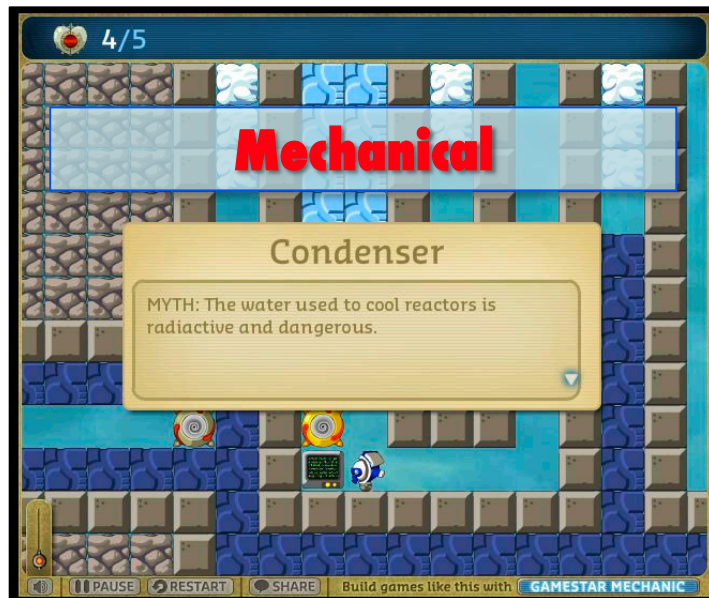 4/5
Mechanical
Condenser
MYTH: The water used to cool reactors is
radiactive and dangerous.
PAUSE RESTART SHARE Build games like this with GAMESTAR MECHANIC